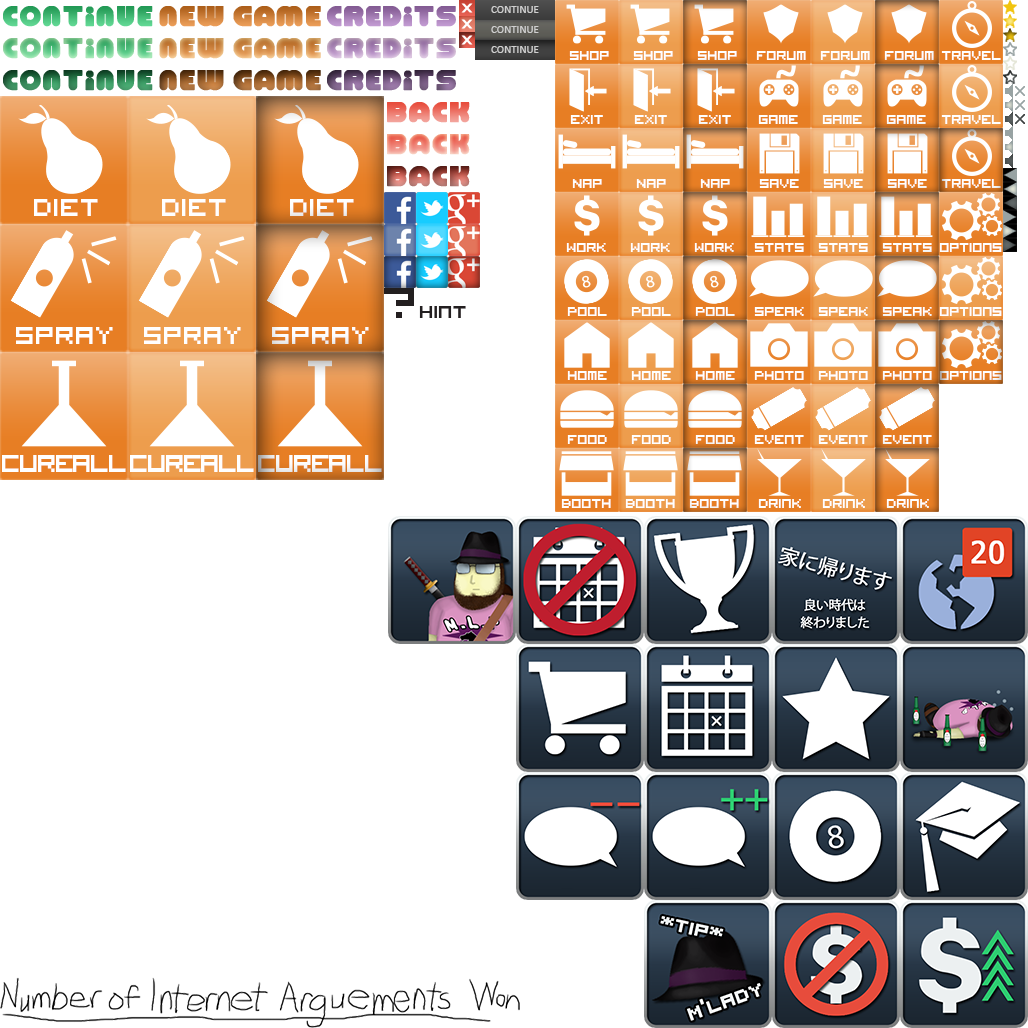 CONTiNUE NEW GAME CREDiTS
CONTiNUE NEW GAME CREDiTS
CONTiNUE NEW GAME CREDiTS
CONTINUE
CONTINUE
CONTINUE
BACK
BACK
BACK
DIET DIET DIET
f g+
f g+
f g+
SPRAY SPRAY SPRAY
? HINT
CUREALL CUREALL CUREALL
SHOP SHOP SHOP FORUM FORUM FORUM TRAVEL
EXIT EXIT EXIT GAME GAME GAME TRAVEL
NAP NAP NAP SAVE SAVE SAVE TRAVEL
$ $ $
WORK WORK WORK STATS STATS STATS OPTIONS
8 8 8
POOL POOL POOL SPEAK SPEAK SPEAK OPTIONS
HOME HOME HOME PHOTO PHOTO PHOTO OPTIONS
FOOD FOOD FOOD EVENT EVENT EVENT
BOOTH BOOTH BOOTH DRINK DRINK DRINK
M.L.
家に帰ります
良い時代は
終わりました
20
8
*TIP*
M'LADY
$
$
Number of Internet Arguements Won